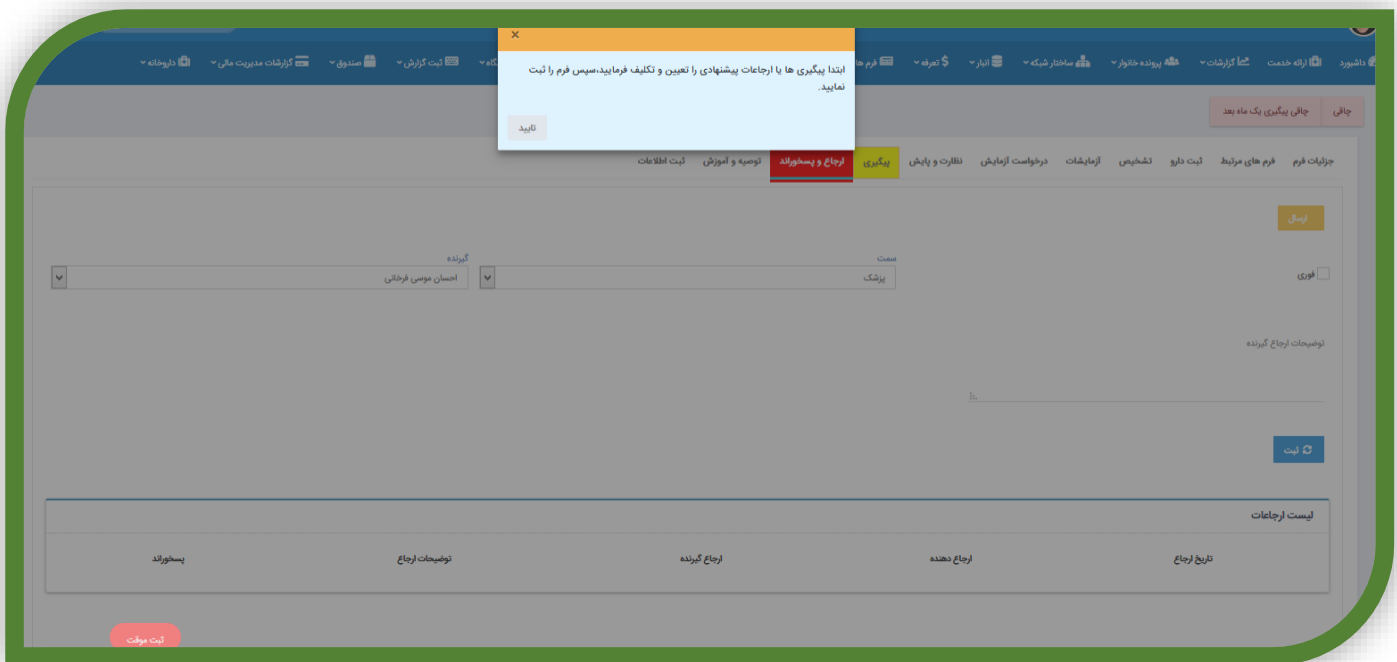 ×
ابتدا پیگیری ها یا ارجاعات پیشنهادی را تعیین و تکلیف فرمایید،سپس فرم را ثبت
نمایید.
تایید
داشبورد ارائه خدمت گزارشات پرونده خانوار ساختار شبکه انبار تعرفه فرم ها ثبت گزارش صندوق گزارشات مدیریت مالی داروخانه
چاقی چاقی پیگیری یک ماه بعد
جزئیات فرم فرم های مرتبط ثبت دارو تشخیص آزمایشات درخواست آزمایش نظارت و پایش پیگیری ارجاع و پسخوراند توصیه و آموزش ثبت اطلاعات
ارسال
سمت گیرنده
فوری پزشک احسان موسی فرخانی
توضیحات ارجاع گیرنده
ثبت
لیست ارجاعات
تاریخ ارجاع ارجاع دهنده ارجاع گیرنده توضیحات ارجاع پسخوراند
ثبت موقت